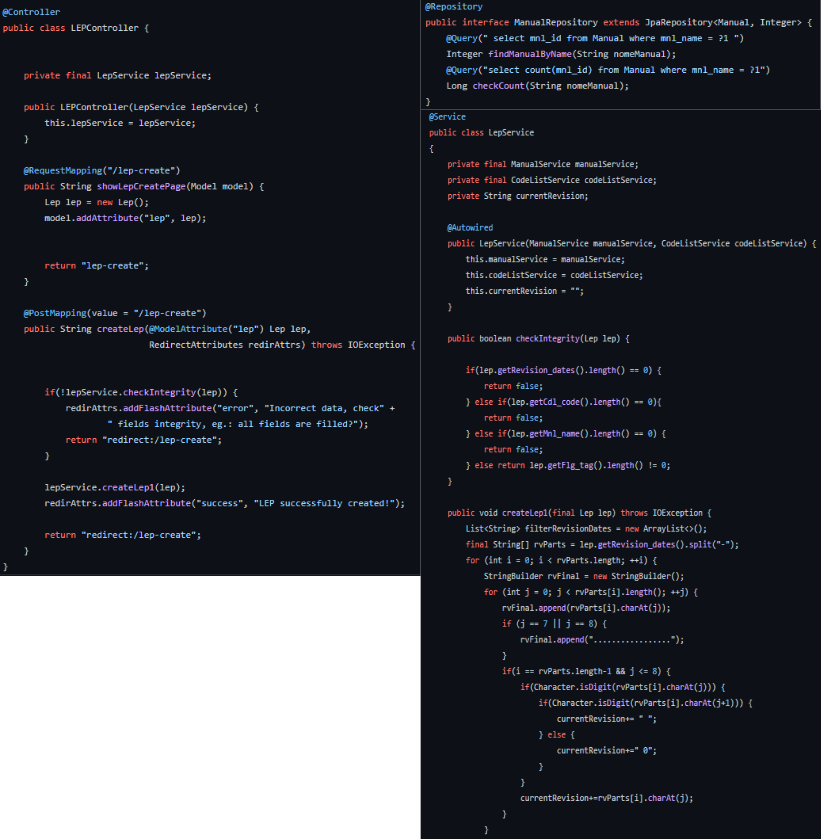 @Controller
public class LEPController {
private final LepService lepService;
public LEPController(LepService lepService) {
this.lepService = lepService;
}
@RequestMapping("/lep-create")
public String showLepCreatePage(Model model) {
Lep lep = new Lep();
model.addAttribute("lep", lep);
return "lep-create";
}
@PostMapping(value = "/lep-create")
public String createLep(@ModelAttribute("lep") Lep lep,
RedirectAttributes redirAttrs) throws IOException {
if(!lepService.checkIntegrity(lep)) {
redirAttrs.addFlashAttribute("error", "Incorrect data, check" +
" fields integrity, eg.: all fields are filled?");
return "redirect:/lep-create";
}
lepService.createLep1(lep);
redirAttrs.addFlashAttribute("success", "LEP successfully created!");
return "redirect:/lep-create";
}
}
@Repository
public interface ManualRepository extends JpaRepository<Manual, Integer> {
@Query(" select mnl_id from Manual where mnl_name = ?1 ")
Integer findManualByName(String nomeManual);
@Query("select count(mnl_id) from Manual where mnl_name = ?1")
Long checkCount(String nomeManual);
}
@Service
public class LepService
{
private final ManualService manualService;
private final CodeListService codeListService;
private String currentRevision;
@Autowired
public LepService(ManualService manualService, CodeListService codeListService) {
this.manualService = manualService;
this.codeListService = codeListService;
this.currentRevision = "";
}
public boolean checkIntegrity(Lep lep) {
if(lep.getRevision_dates().length() == 0) {
return false;
} else if(lep.getCdl_code().length() == 0){
return false;
} else if(lep.getMnl_name().length() == 0) {
return false;
} else return lep.getFlg_tag().length() != 0;
}
public void createLep1(final Lep lep) throws IOException {
List<String> filterRevisionDates = new ArrayList<>();
final String[] rvParts = lep.getRevision_dates().split("-");
for (int i = 0; i < rvParts.length; ++i) {
StringBuilder rvFinal = new StringBuilder();
for (int j = 0; j < rvParts[i].length(); ++j) {
rvFinal.append(rvParts[i].charAt(j));
if (j == 7 || j == 8) {
rvFinal.append(".................");
}
if(i == rvParts.length-1 && j <= 8) {
if(Character.isDigit(rvParts[i].charAt(j))) {
if(Character.isDigit(rvParts[i].charAt(j+1))) {
currentRevision+= " ";
} else {
currentRevision+=" 0";
}
}
currentRevision+=rvParts[i].charAt(j);
}
}